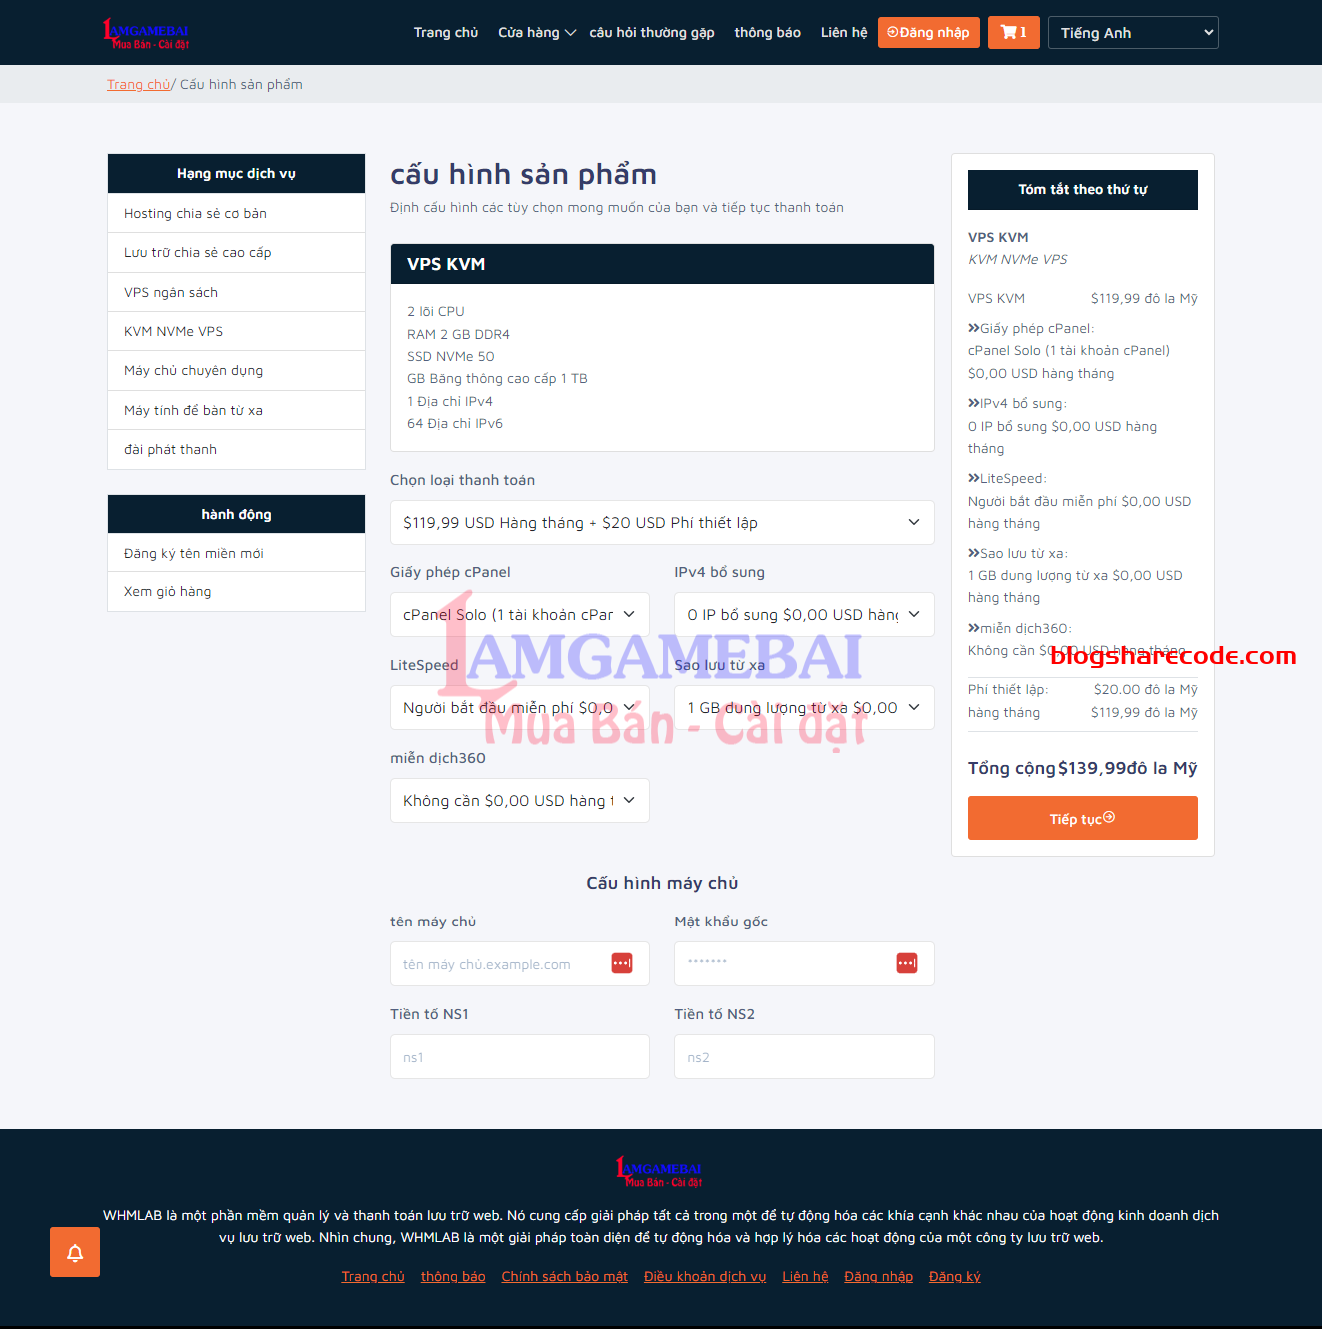 LAMGAMEBAI
Mua Bán - Cài đặt
Trang chủ
Cửa hàng
câu hỏi thường gặp
thông báo
Liên hệ
Đăng nhập
1
Tiếng Anh
Trang chủ/ Cấu hình sản phẩm
Hạng mục dịch vụ
Hosting chia sẻ cơ bản
Lưu trữ chia sẻ cao cấp
VPS ngân sách
KVM NVMe VPS
Máy chủ chuyên dụng
Máy tính để bàn từ xa
đài phát thanh
hành động
Đăng ký tên miền mới
Xem giỏ hàng
cấu hình sản phẩm
Định cấu hình các tùy chọn mong muốn của bạn và tiếp tục thanh toán
VPS KVM
2 lõi CPU
RAM 2 GB DDR4
SSD NVMe 50
GB Băng thông cao cấp 1 TB
1 Địa chỉ IPv4
64 Địa chỉ IPv6
Chọn loại thanh toán
$119,99 USD Hàng tháng + $20 USD Phí thiết lập
Giấy phép cPanel
IPv4 bổ sung
cPanel Solo (1 tài khoản cPar
0 IP bổ sung $0,00 USD hàng
LAMGAMEBAI
Mua Bán - Cài đặt
LiteSpeed
Sao lưu từ xa
Người bắt đầu miễn phí $0,0
1 GB dung lượng từ xa $0,00
miễn dịch360
Không cần $0,00 USD hàng t
Cấu hình máy chủ
tên máy chủ
Mật khẩu gốc
tên máy chủ.example.com
*******
Tiền tố NS1
Tiền tố NS2
ns1
ns2
Tóm tắt theo thứ tự
VPS KVM
KVM NVMe VPS
VPS KVM $119,99 đô la Mỹ
Giấy phép cPanel:
cPanel Solo (1 tài khoản cPanel)
$0,00 USD hàng tháng
IPv4 bổ sung:
0 IP bổ sung $0,00 USD hàng
tháng
LiteSpeed:
Người bắt đầu miễn phí $0,00 USD
hàng tháng
Sao lưu từ xa:
1 GB dung lượng từ xa $0,00 USD
hàng tháng
miễn dịch360:
Không cần $0,00 USD hàng tháng
blogsharecode.com
Phí thiết lập: $20.00 đô la Mỹ
hàng tháng $119,99 đô la Mỹ
Tổng cộng $139,99đô la Mỹ
Tiếp tục
LAMGAMEBAI
Mua Bán - Cài đặt
WHMLAB là một phần mềm quản lý và thanh toán lưu trữ web. Nó cung cấp giải pháp tất cả trong một để tự động hóa các khía cạnh khác nhau của hoạt động kinh doanh dịch
vụ lưu trữ web. Nhìn chung, WHMLAB là một giải pháp toàn diện để tự động hóa và hợp lý hóa các hoạt động của một công ty lưu trữ web.
Trang chủ thông báo Chính sách bảo mật Điều khoản dịch vụ Liên hệ Đăng nhập Đăng ký